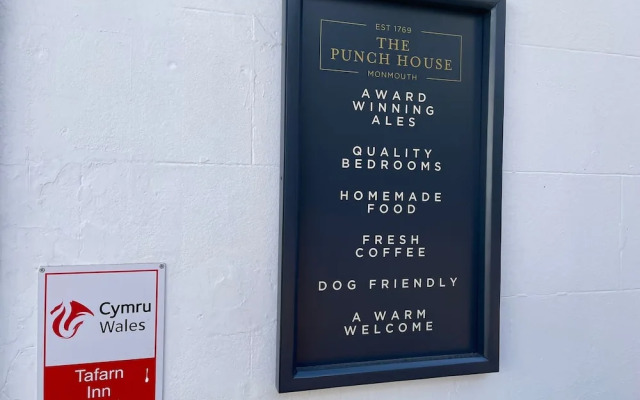 EST 1769
THE
PUNCH HOUSE
MONMOUTH
AWARD
WINNING
ALES
QUALITY
BEDROOMS
HOMEMADE
FOOD
FRESH
COFFEE
DOG FRIENDLY
A WARM
WELCOME
Cymru
Wales
Tafarn
Inn